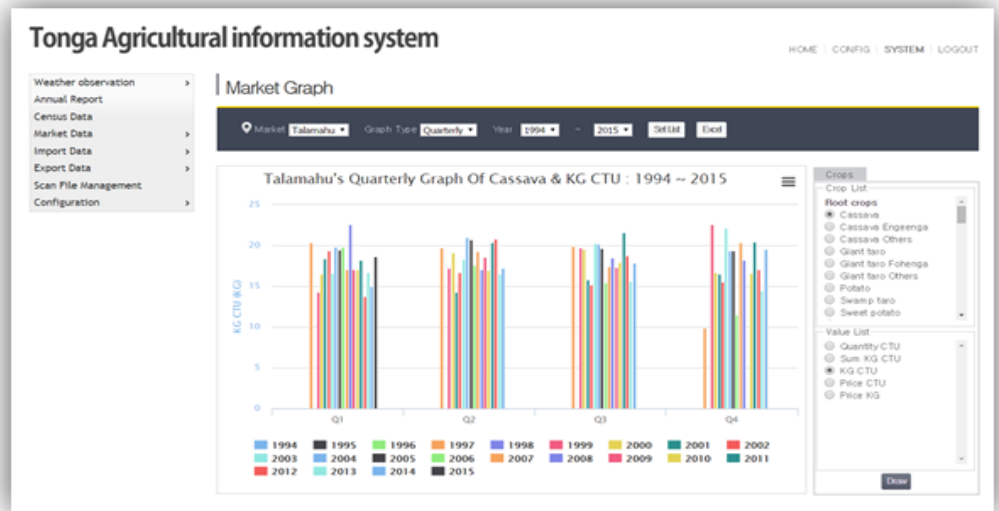 Tonga Agricultural information system
HOME | CONFIG | SYSTEM | LOGOUT
Weather observation >
Annual Report
Census Data
Market Data >
Import Data >
Export Data >
Scan File Management
Configuration >
Market Graph
Market Talamahu Graph Type Quarterly Year 1994 ~ 2015 Set List Excel
Talamahu's Quarterly Graph Of Cassava & KG CTU : 1994 ~ 2015
KG CTU (KG)
25
20
15
10
5
0
Q1 Q2 Q3 Q4
1994 1995 1996 1997 1998 1999 2000 2001 2002
2003 2004 2005 2006 2007 2008 2009 2010 2011
2012 2013 2014 2015
Crops
Crop List
Root crops
Cassava
Cassava Engeenga
Cassava Others
Giant taro
Giant taro Fohenga
Giant taro Others
Potato
Swamp taro
Sweet potato
Value List
Quantity CTU
Sum KG CTU
KG CTU
Price CTU
Price KG
Draw